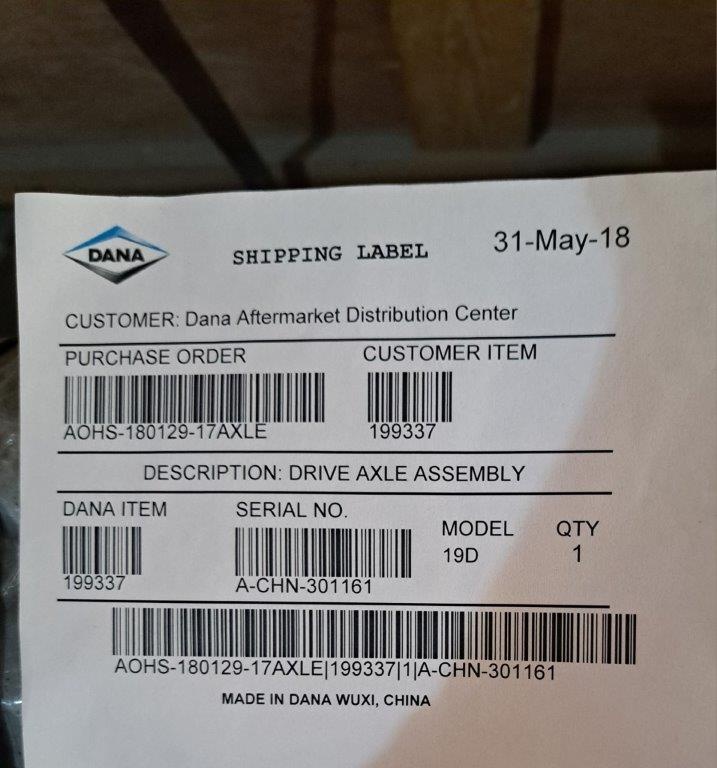 DANA
SHIPPING LABEL
31-May-18
CUSTOMER: Dana Aftermarket Distribution Center
PURCHASE ORDER
CUSTOMER ITEM
AOHS-180129-17AXLE
199337
DESCRIPTION: DRIVE AXLE ASSEMBLY
DANA ITEM
SERIAL NO.
MODEL
QTY
199337
A-CHN-301161
19D
1
AOHS-180129-17AXLE|199337|1|A-CHN-301161
MADE IN DANA WUXI, CHINA